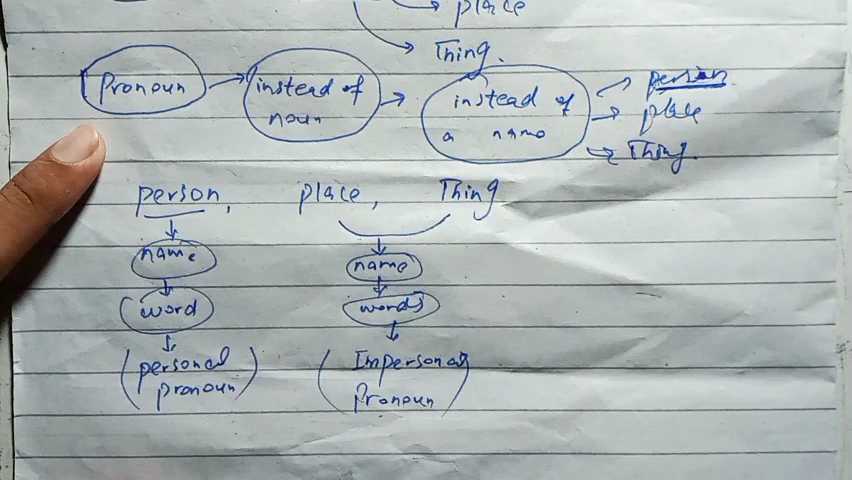 place
Thing.
Pronoun instead of noun instead of a name person
place
Thing.
person, place, Thing
name name
word words
(personal pronoun) (Impersonal Pronoun)